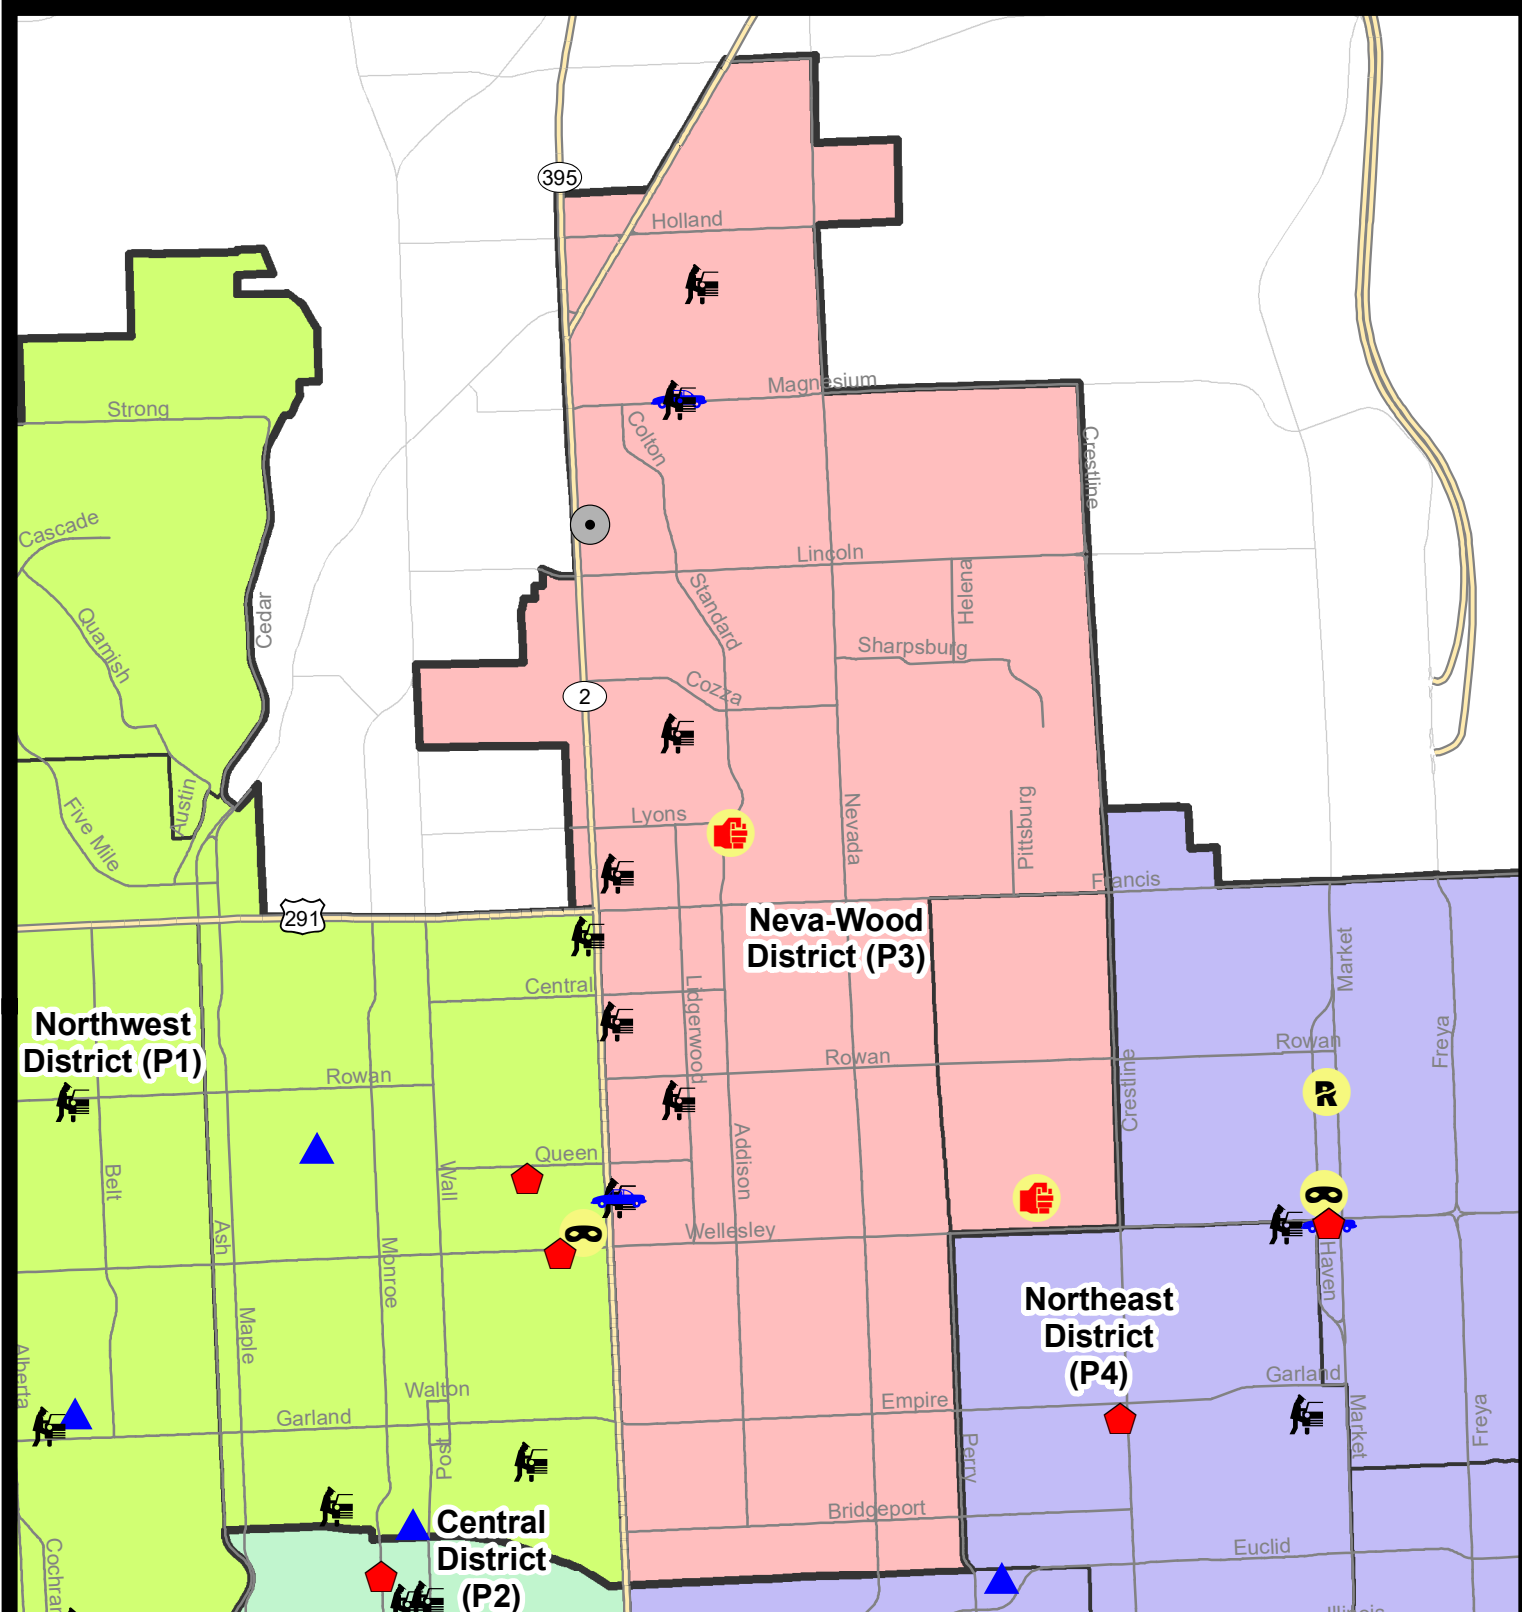 395
Holland
Magnesium
Strong
Colton
Crestline
Cascade
Lincoln
Helena
Standard
Cedar
Quamish
Sharpsburg
Cozza
2
Austin
Five Mile
Lyons
Nevada
Pittsburg
Francis
291
Neva-Wood
District (P3)
Market
Central
Lidgerwood
Northwest
District (P1)
Freya
Rowan
Rowan
Rowan
Crestline
Queen
Addison
Belt
Wall
Ash
Wellesley
Monroe
Haven
Maple
Northeast
District
(P4)
Alberta
Walton
Garland
Garland
Empire
Market
Freya
Post
Perry
Bridgeport
Central
District
(P2)
Euclid